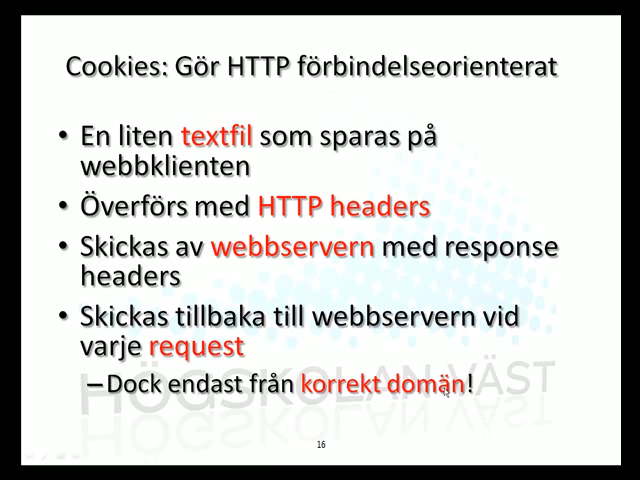 Cookies: Gör HTTP förbindelseorienterat
• En liten textfil som sparas på
webbklienten
• Överförs med HTTP headers
• Skickas av webbservern med response
headers
• Skickas tillbaka till webbservern vid
varje request
–Dock endast från korrekt domän!
HÖGSKOLAN VÄST
16